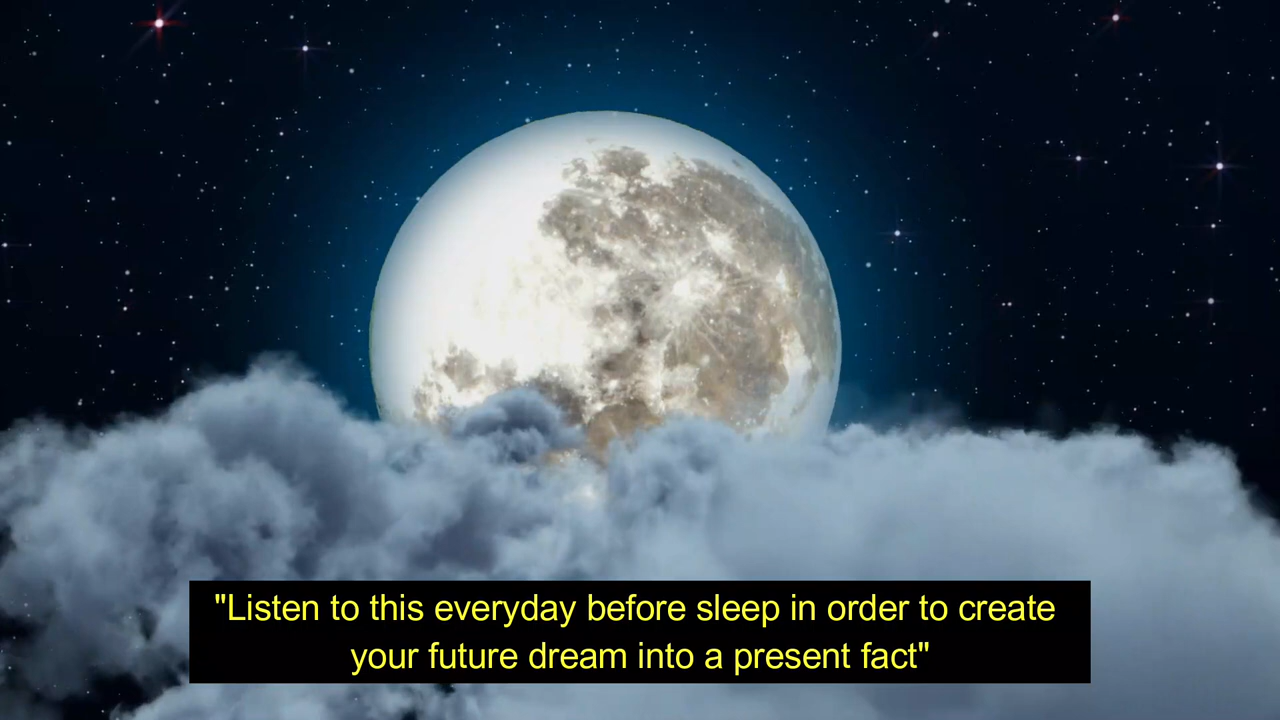 "Listen to this everyday before sleep in order to create
your future dream into a present fact"